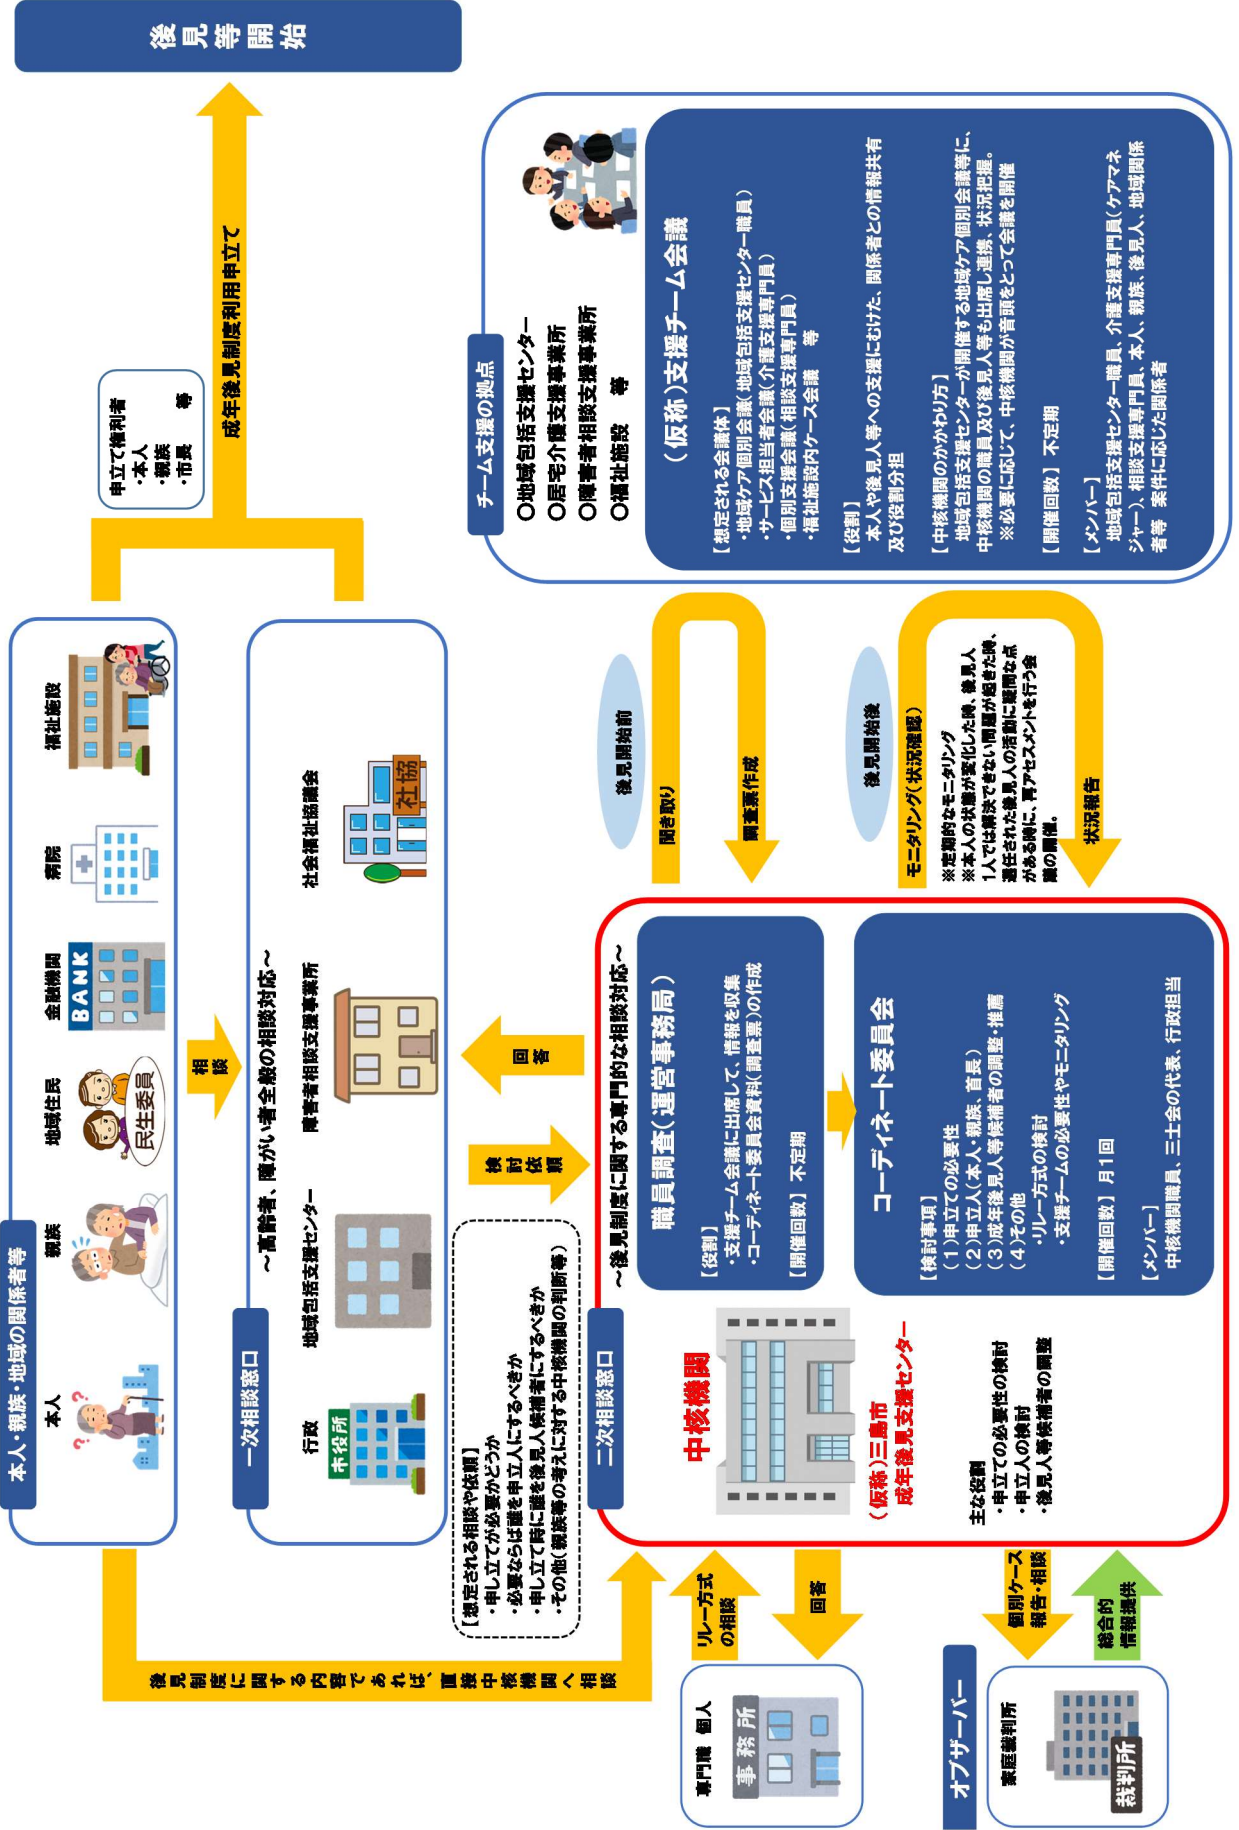 本人・親族・地域の関係者等
本人
親族
地域住民
民生委員
金融機関
BANK
病院
福祉施設
相談
一次相談窓口
～高齢者、障がい者全般の相談対応～
行政
市役所
地域包括支援センター
障害者相談支援事業所
社会福祉協議会
社協
申立て権利者
・本人
・親族
・市長　等
成年後見制度利用申立て
後見等開始
後見制度に関する内容であれば、直接中核機関へ相談
【想定される相談や依頼】
・申し立てが必要かどうか
・必要ならば誰を申立人にするべきか
・申し立て時に誰を後見人候補者にするべきか
・その他（親族等の考えに対する中核機関の判断等）
検討依頼
回答
二次相談窓口
～後見制度に関する専門的な相談対応～
中核機関
（仮称）三島市
成年後見支援センター
主な役割
・申立ての必要性の検討
・申立人の検討
・後見人等候補者の調整
職員調査（運営事務局）
【役割】
・支援チーム会議に出席して、情報を収集
・コーディネート委員会資料（調査票）の作成
【開催回数】不定期
コーディネート委員会
【検討事項】
（1）申立ての必要性
（2）申立人（本人・親族、首長）
（3）成年後見人等候補者の調整・推薦
（4）その他
・リレー方式の検討
・支援チームの必要性やモニタリング
【開催回数】月１回
【メンバー】
中核機関職員、三士会の代表、行政担当
専門職　個人
事務所
リレー方式
の相談
回答
オブザーバー
家庭裁判所
裁判所
個別ケース
報告・相談
総合的
情報提供
後見開始前
聞き取り
調査票作成
後見開始後
モニタリング（状況確認）
※定期的なモニタリング
※本人の状態が変化した時、後見人
1人では解決できない問題が起きた時、
選任された後見人の活動に疑問な点
がある時に、再アセスメントを行う会
議の開催。
状況報告
チーム支援の拠点
〇地域包括支援センター
〇居宅介護支援事業所
〇障害者相談支援事業所
〇福祉施設　等
（仮称）支援チーム会議
【想定される会議体】
・地域ケア個別会議（地域包括支援センター職員）
・サービス担当者会議（介護支援専門員）
・個別支援会議（相談支援専門員）
・福祉施設内ケース会議　等
【役割】
本人や後見人等への支援にむけた、関係者との情報共有
及び役割分担
【中核機関のかかわり方】
地域包括支援センターが開催する地域ケア個別会議等に、
中核機関の職員及び後見人等も出席し連携、状況把握。
※必要に応じて、中核機関が音頭をとって会議を開催
【開催回数】不定期
【メンバー】
地域包括支援センター職員、介護支援専門員（ケアマネ
ジャー）、相談支援専門員、本人、親族、後見人、地域関係
者等　案件に応じた関係者